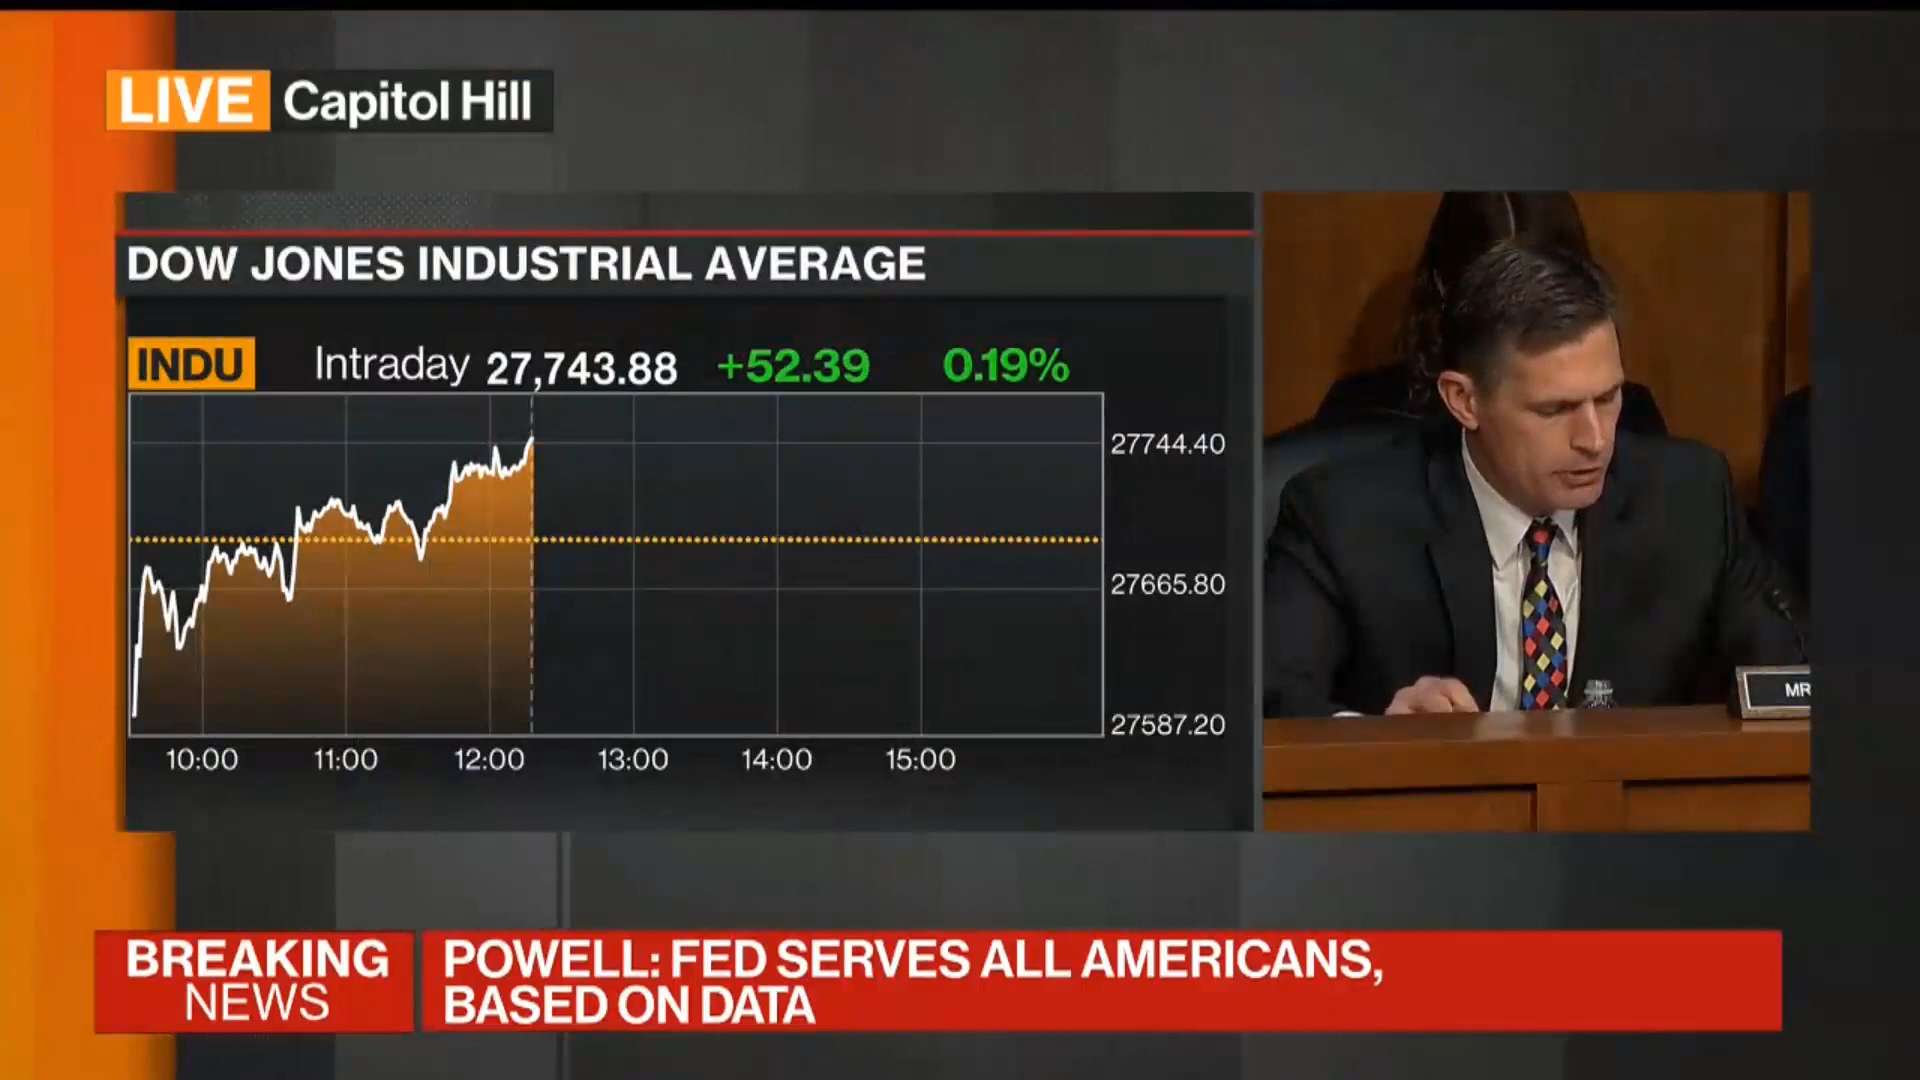 LIVE Capitol Hill
DOW JONES INDUSTRIAL AVERAGE
INDU Intraday 27,743.88 +52.39 0.19%
27744.40
27665.80
27587.20
10:00 11:00 12:00 13:00 14:00 15:00
MR
BREAKING
NEWS
POWELL: FED SERVES ALL AMERICANS,
BASED ON DATA